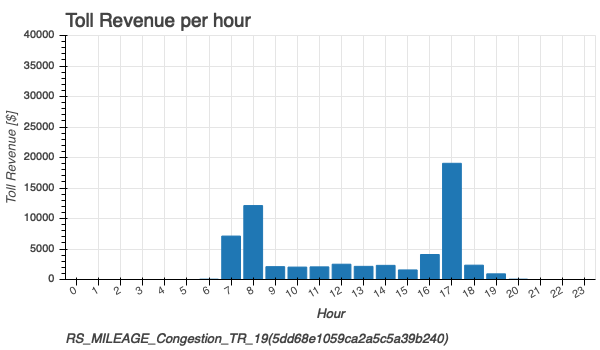 Toll Revenue per hour
40000
35000
30000
25000
20000
15000
10000
5000
0
Toll Revenue [$]
0 1 2 3 4 5 6 7 8 9 10 11 12 13 14 15 16 17 18 19 20 21 22 23
Hour
RS_MILEAGE_Congestion_TR_19(5dd68e1059ca2a5c5a39b240)